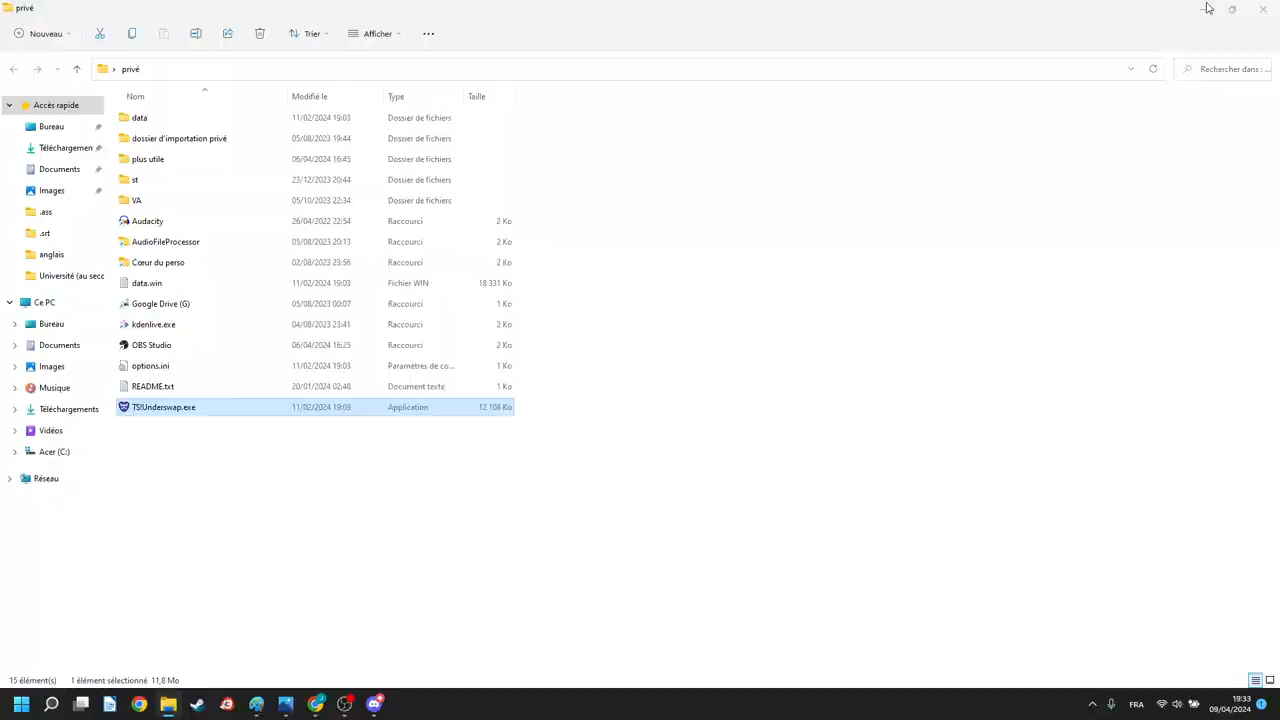 privé
Nouveau
Trier
Afficher
privé
Rechercher dans : ...
Nom
Modifié le
Type
Taille
Accès rapide
Bureau
Téléchargemen
Documents
Images
.ass
.srt
anglais
Université (au secc
Ce PC
Bureau
Documents
Images
Musique
Téléchargements
Vidéos
Acer (C:)
Réseau
data 11/02/2024 19:03 Dossier de fichiers
dossier d'importation privé 05/08/2023 19:44 Dossier de fichiers
plus utile 06/04/2024 16:45 Dossier de fichiers
st 23/12/2023 20:44 Dossier de fichiers
VA 05/10/2023 22:34 Dossier de fichiers
Audacity 26/04/2022 22:54 Raccourci 2 Ko
AudioFileProcessor 05/08/2023 20:13 Raccourci 2 Ko
Cœur du perso 02/08/2023 23:56 Raccourci 2 Ko
data.win 11/02/2024 19:03 Fichier WIN 18 331 Ko
Google Drive (G) 05/08/2023 00:07 Raccourci 1 Ko
kdenlive.exe 04/08/2023 23:41 Raccourci 2 Ko
OBS Studio 06/04/2024 16:25 Raccourci 2 Ko
options.ini 11/02/2024 19:03 Paramètres de co... 1 Ko
README.txt 20/01/2024 02:48 Document texte 1 Ko
TS!Underswap.exe 11/02/2024 19:03 Application 12 108 Ko
15 élément(s) 1 élément sélectionné 11,8 Mo
FRA
19:33
09/04/2024
1